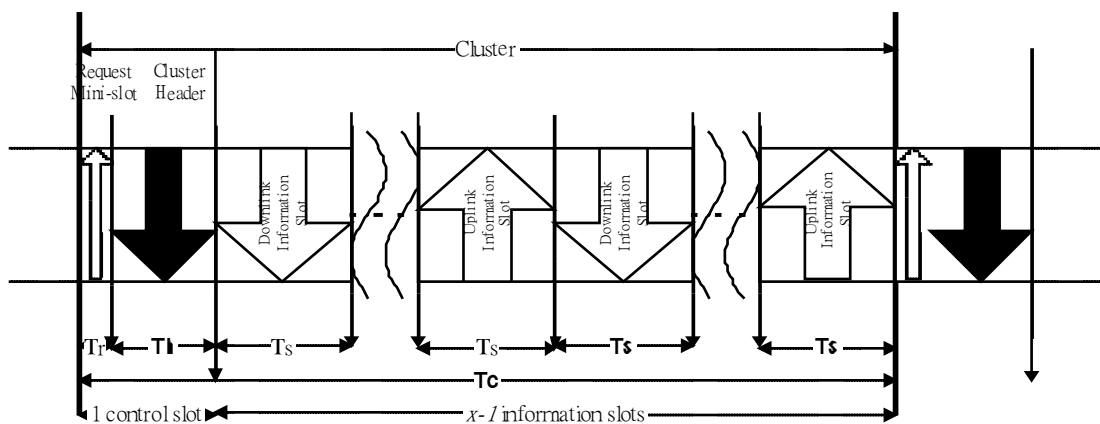 Cluster
Request
Mini-slot
Cluster
Header
Downlink
Information
Slot
Uplink
Information
Slot
Downlink
Information
Slot
Uplink
Information
Slot
Tr
Th
Ts
Ts
Ts
Ts
Tc
1 control slot
x-1 information slots